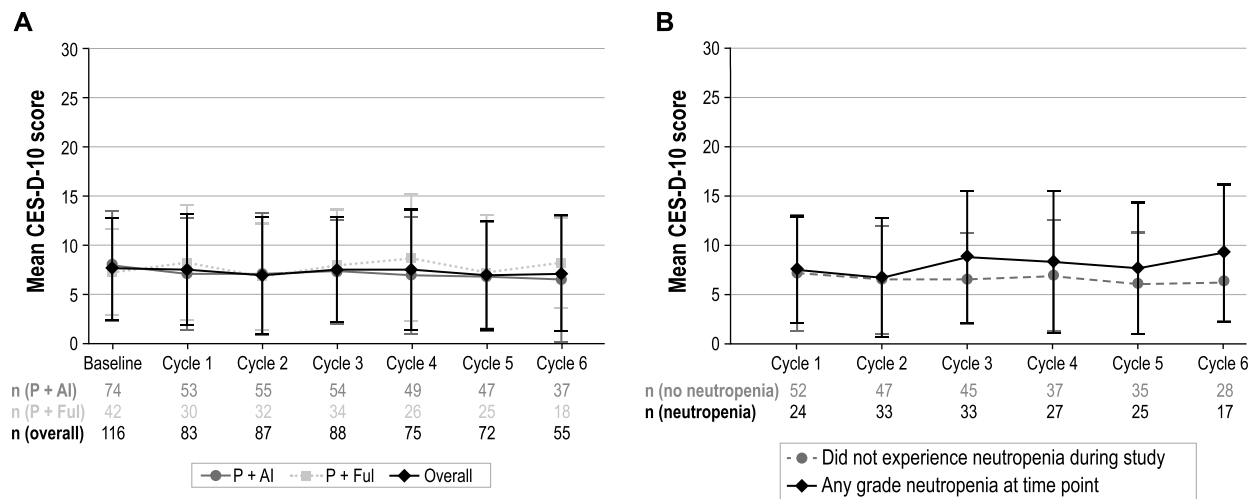 A
Mean CES-D-10 score
30
25
20
15
10
5
0
Baseline Cycle 1 Cycle 2 Cycle 3 Cycle 4 Cycle 5 Cycle 6
n (P + AI) 74 53 55 54 49 47 37
n (P + Ful) 42 30 32 34 26 25 18
n (overall) 116 83 87 88 75 72 55
P + AI P + Ful Overall
B
Mean CES-D-10 score
30
25
20
15
10
5
0
Cycle 1 Cycle 2 Cycle 3 Cycle 4 Cycle 5 Cycle 6
n (no neutropenia) 52 47 45 37 35 28
n (neutropenia) 24 33 33 27 25 17
Did not experience neutropenia during study
Any grade neutropenia at time point